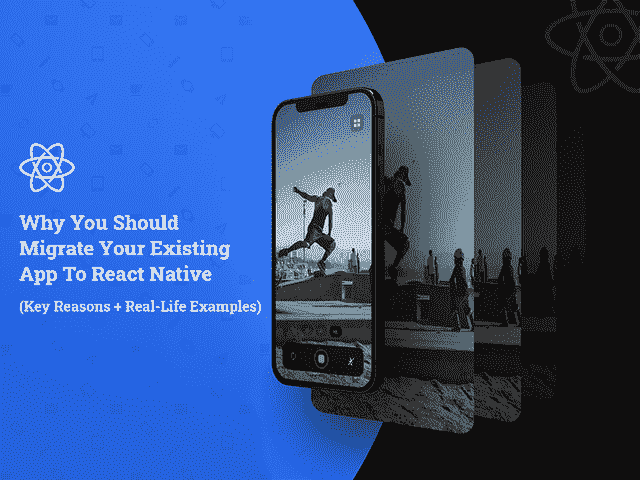 Why You Should
Migrate Your Existing
App To React Native
(Key Reasons + Real-Life Examples)